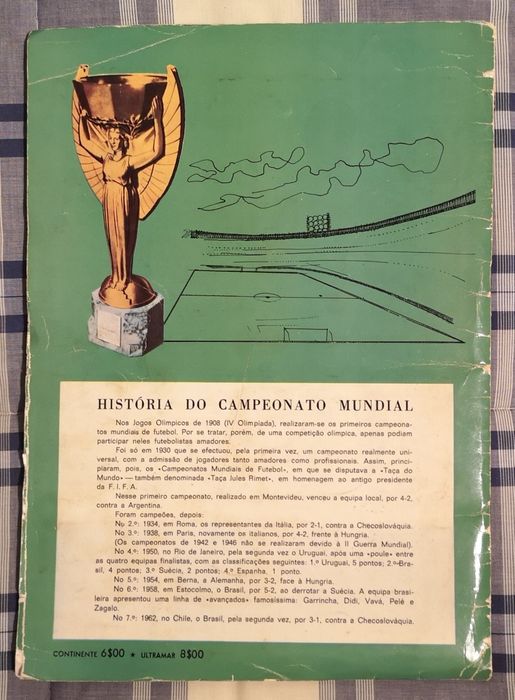 HISTÓRIA DO CAMPEONATO MUNDIAL
Nos Jogos Olímpicos de 1908 (IV Olimpíada), realizaram-se os primeiros campeona-
tos mundiais de futebol. Por se tratar, porém, de uma competição olímpica, apenas podiam
participar neles futebolistas amadores.
Foi só em 1930 que se efectuou, pela primeira vez, um campeonato realmente uni-
versal, com a admissão de jogadores tanto amadores como profissionais. Assim, princi-
piaram, pois, os «Campeonatos Mundiais de Futebol», em que se disputava a «Taça do
Mundo» — também denominada «Taça Jules Rimet», em homenagem ao antigo presidente
da F. I. F. A.
Nesse primeiro campeonato, realizado em Montevideu, venceu a equipa local, por 4-2,
contra a Argentina.
Foram campeões, depois:
No 2.º: 1934, em Roma, os representantes da Itália, por 2-1, contra a Checoslováquia.
No 3.º: 1938, em Paris, novamente os italianos, por 4-2, frente à Hungria.
(Os campeonatos de 1942 e 1946 não se realizaram devido à II Guerra Mundial).
No 4.º: 1950, no Rio de Janeiro, pela segunda vez o Uruguai, após uma «poule» entre
as quatro equipas finalistas, com as classificações seguintes: 1.º Uruguai, 5 pontos; 2.º Bra-
sil, 4 pontos; 3.º Suécia, 2 pontos; 4.º Espanha, 1 ponto.
No 5.º: 1954, em Berna, a Alemanha, por 3-2, face à Hungria.
No 6.º: 1958, em Estocolmo, o Brasil, por 5-2, ao derrotar a Suécia. A equipa brasi-
leira apresentou uma linha de «avançados» famosíssima: Garrincha, Didi, Vavá, Pelé e
Zagalo.
No 7.º: 1962, no Chile, o Brasil, pela segunda vez, por 3-1, contra a Checoslováquia.
CONTINENTE 6$00 ★ ULTRAMAR 8$00